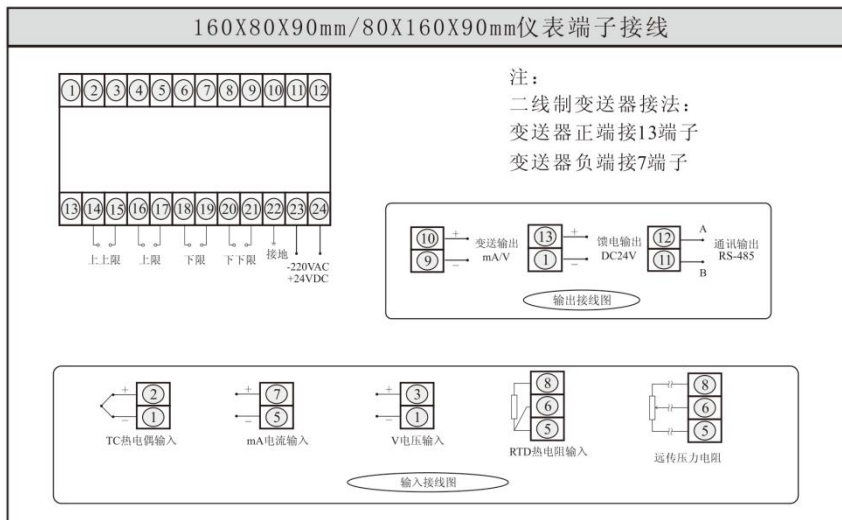 160X80X90mm/80X160X90mm仪表端子接线
① ② ③ ④ ⑤ ⑥ ⑦ ⑧ ⑨ ⑩ ⑪ ⑫
⑬ ⑭ ⑮ ⑯ ⑰ ⑱ ⑲ ⑳ ㉑ ㉒ ㉓ ㉔
上上限 上限 下限 下下限 接地
-220VAC
+24VDC
注:
二线制变送器接法:
变送器正端接13端子
变送器负端接7端子
⑩ + 变送输出
⑨ - mA/V
⑬ + 馈电输出
① - DC24V
⑫ A 通讯输出
⑪ B RS-485
输出接线图
+ ②
- ①
TC热电偶输入
+ ⑦
- ⑤
mA电流输入
+ ③
- ①
V电压输入
⑧
⑥
⑤
RTD热电阻输入
⑧
⑥
⑤
远传压力电阻
输入接线图